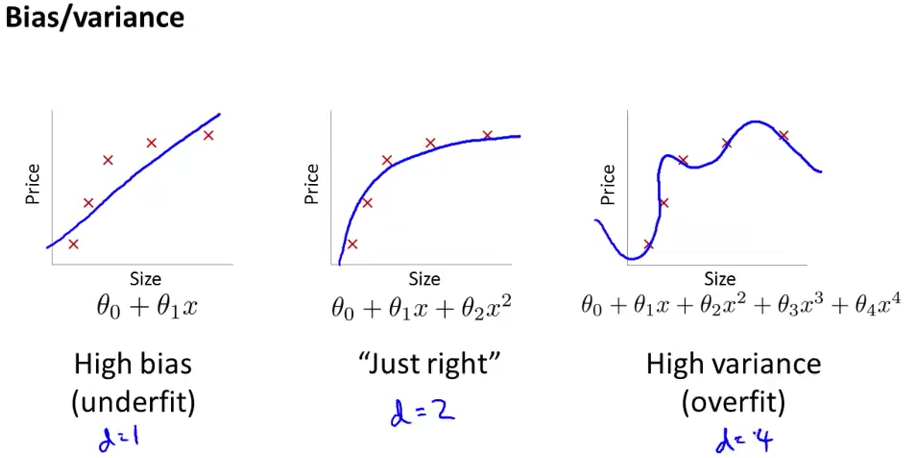 Bias/variance
Price
Size
θ₀ + θ₁x
High bias
(underfit)
d=1
Price
Size
θ₀ + θ₁x + θ₂x²
“Just right”
d=2
Price
Size
θ₀ + θ₁x + θ₂x² + θ₃x³ + θ₄x⁴
High variance
(overfit)
d=4